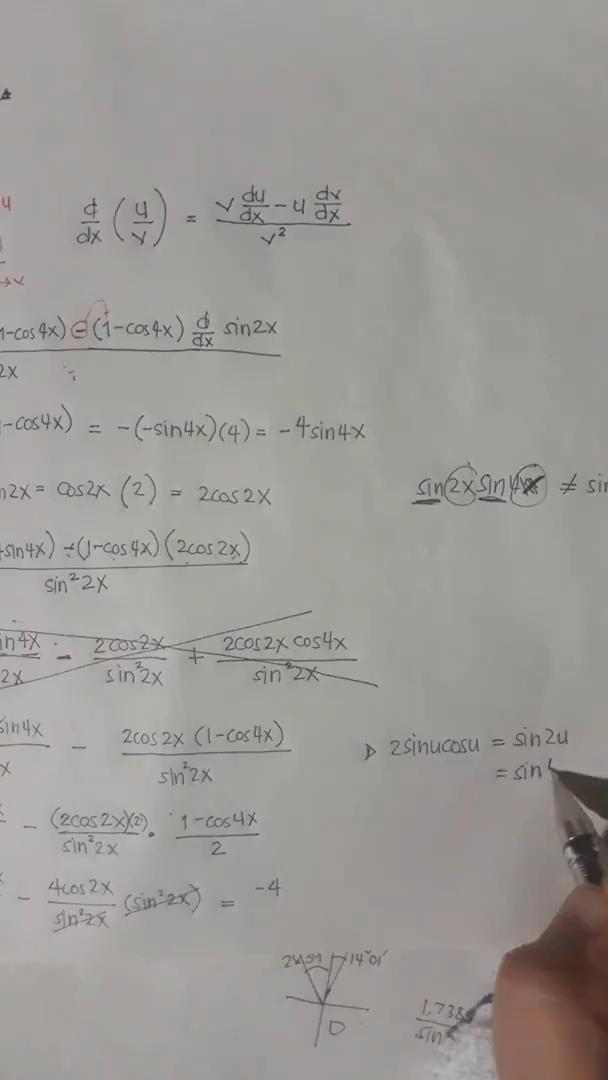 4
d/dx (u/v) = (v du/dx - u dv/dx) / v²
1-cos4x) ⊖ (1-cos4x) d/dx sin2x
2x
-cos4x) = -(-sin4x)(4) = -4sin4x
n2x = cos2x (2) = 2cos2x
sin2x sin4x ≠ sin
sin4x) -(1-cos4x)(2cos2x)
sin²2x
in4x/2x - 2cos2x/sin²2x + 2cos2x cos4x/sin²2x
sin4x/x - 2cos2x (1-cos4x)/sin²2x
▷ 2sinucosu = sin2u
= sin
- (2cos2x)(2)/sin²2x · 1-cos4x/2
- 4cos2x/sin²2x (sin²2x) = -4
14°01'
D
1.738
sin